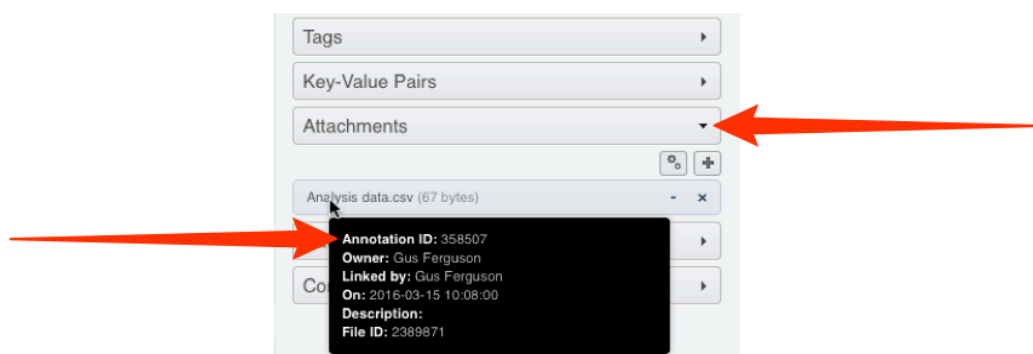 Tags
Key-Value Pairs
Attachments
Analysis data.csv (67 bytes)
Annotation ID: 358507
Owner: Gus Ferguson
Linked by: Gus Ferguson
On: 2016-03-15 10:08:00
Description:
File ID: 2389871